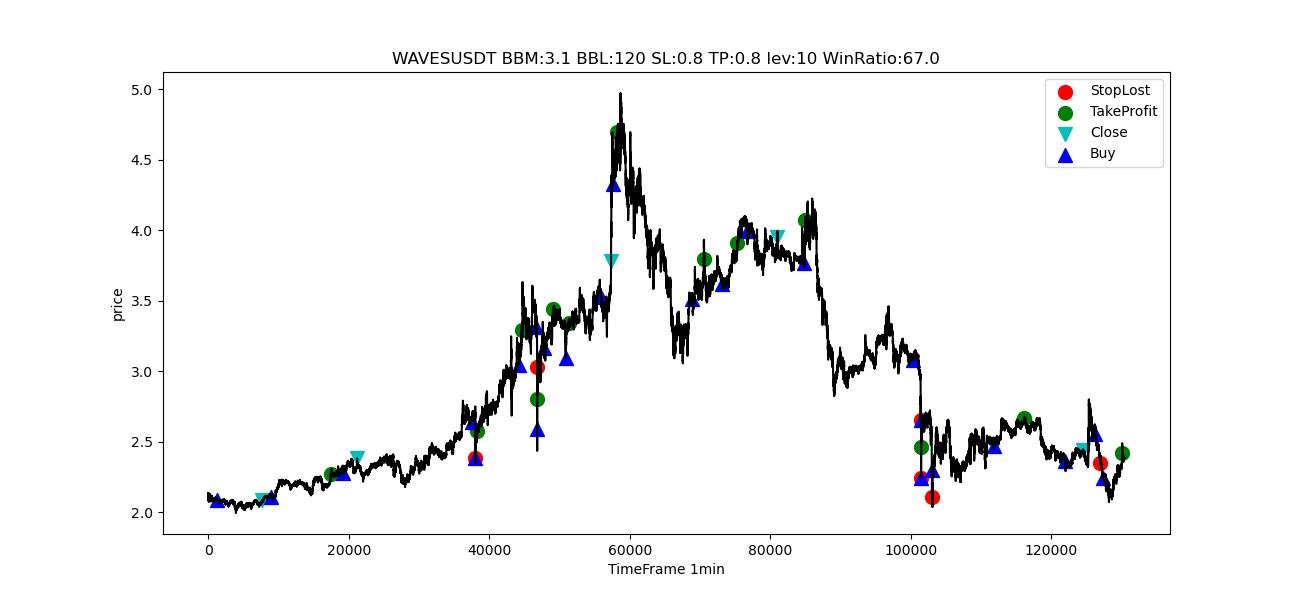 WAVESUSDT BBM:3.1 BBL:120 SL:0.8 TP:0.8 lev:10 WinRatio:67.0
StopLost
TakeProfit
Close
Buy
5.0
4.5
4.0
3.5
3.0
2.5
2.0
price
0 20000 40000 60000 80000 100000 120000
TimeFrame 1min